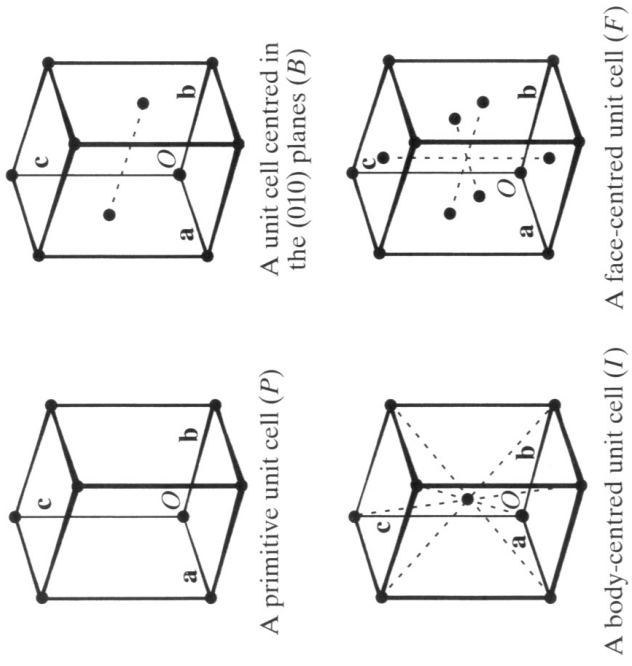 c
O
a
b
A primitive unit cell (P)
c
O
a
b
A unit cell centred in
the (010) planes (B)
c
O
a
b
A body-centred unit cell (I)
c
O
a
b
A face-centred unit cell (F)